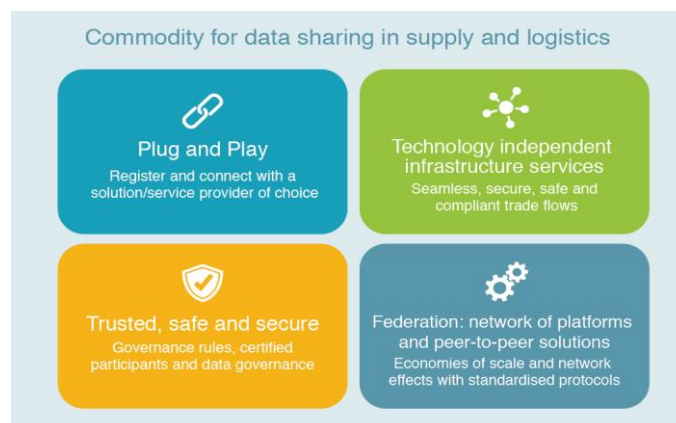 Commodity for data sharing in supply and logistics
Plug and Play
Register and connect with a
solution/service provider of choice
Technology independent
infrastructure services
Seamless, secure, safe and
compliant trade flows
Trusted, safe and secure
Governance rules, certified
participants and data governance
Federation: network of platforms
and peer-to-peer solutions
Economies of scale and network
effects with standardised protocols